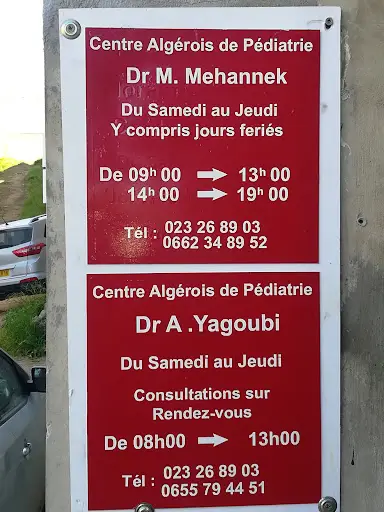 Centre Algérois de Pédiatrie
Dr M. Mehannek
Du Samedi au Jeudi
Y compris jours feriés
De 09h 00 → 13h 00
14h 00 → 19h 00
Tél : 023 26 89 03
0662 34 89 52
Centre Algérois de Pédiatrie
Dr A .Yagoubi
Du Samedi au Jeudi
Consultations sur
Rendez-vous
De 08h00 → 13h00
Tél : 023 26 89 03
0655 79 44 51